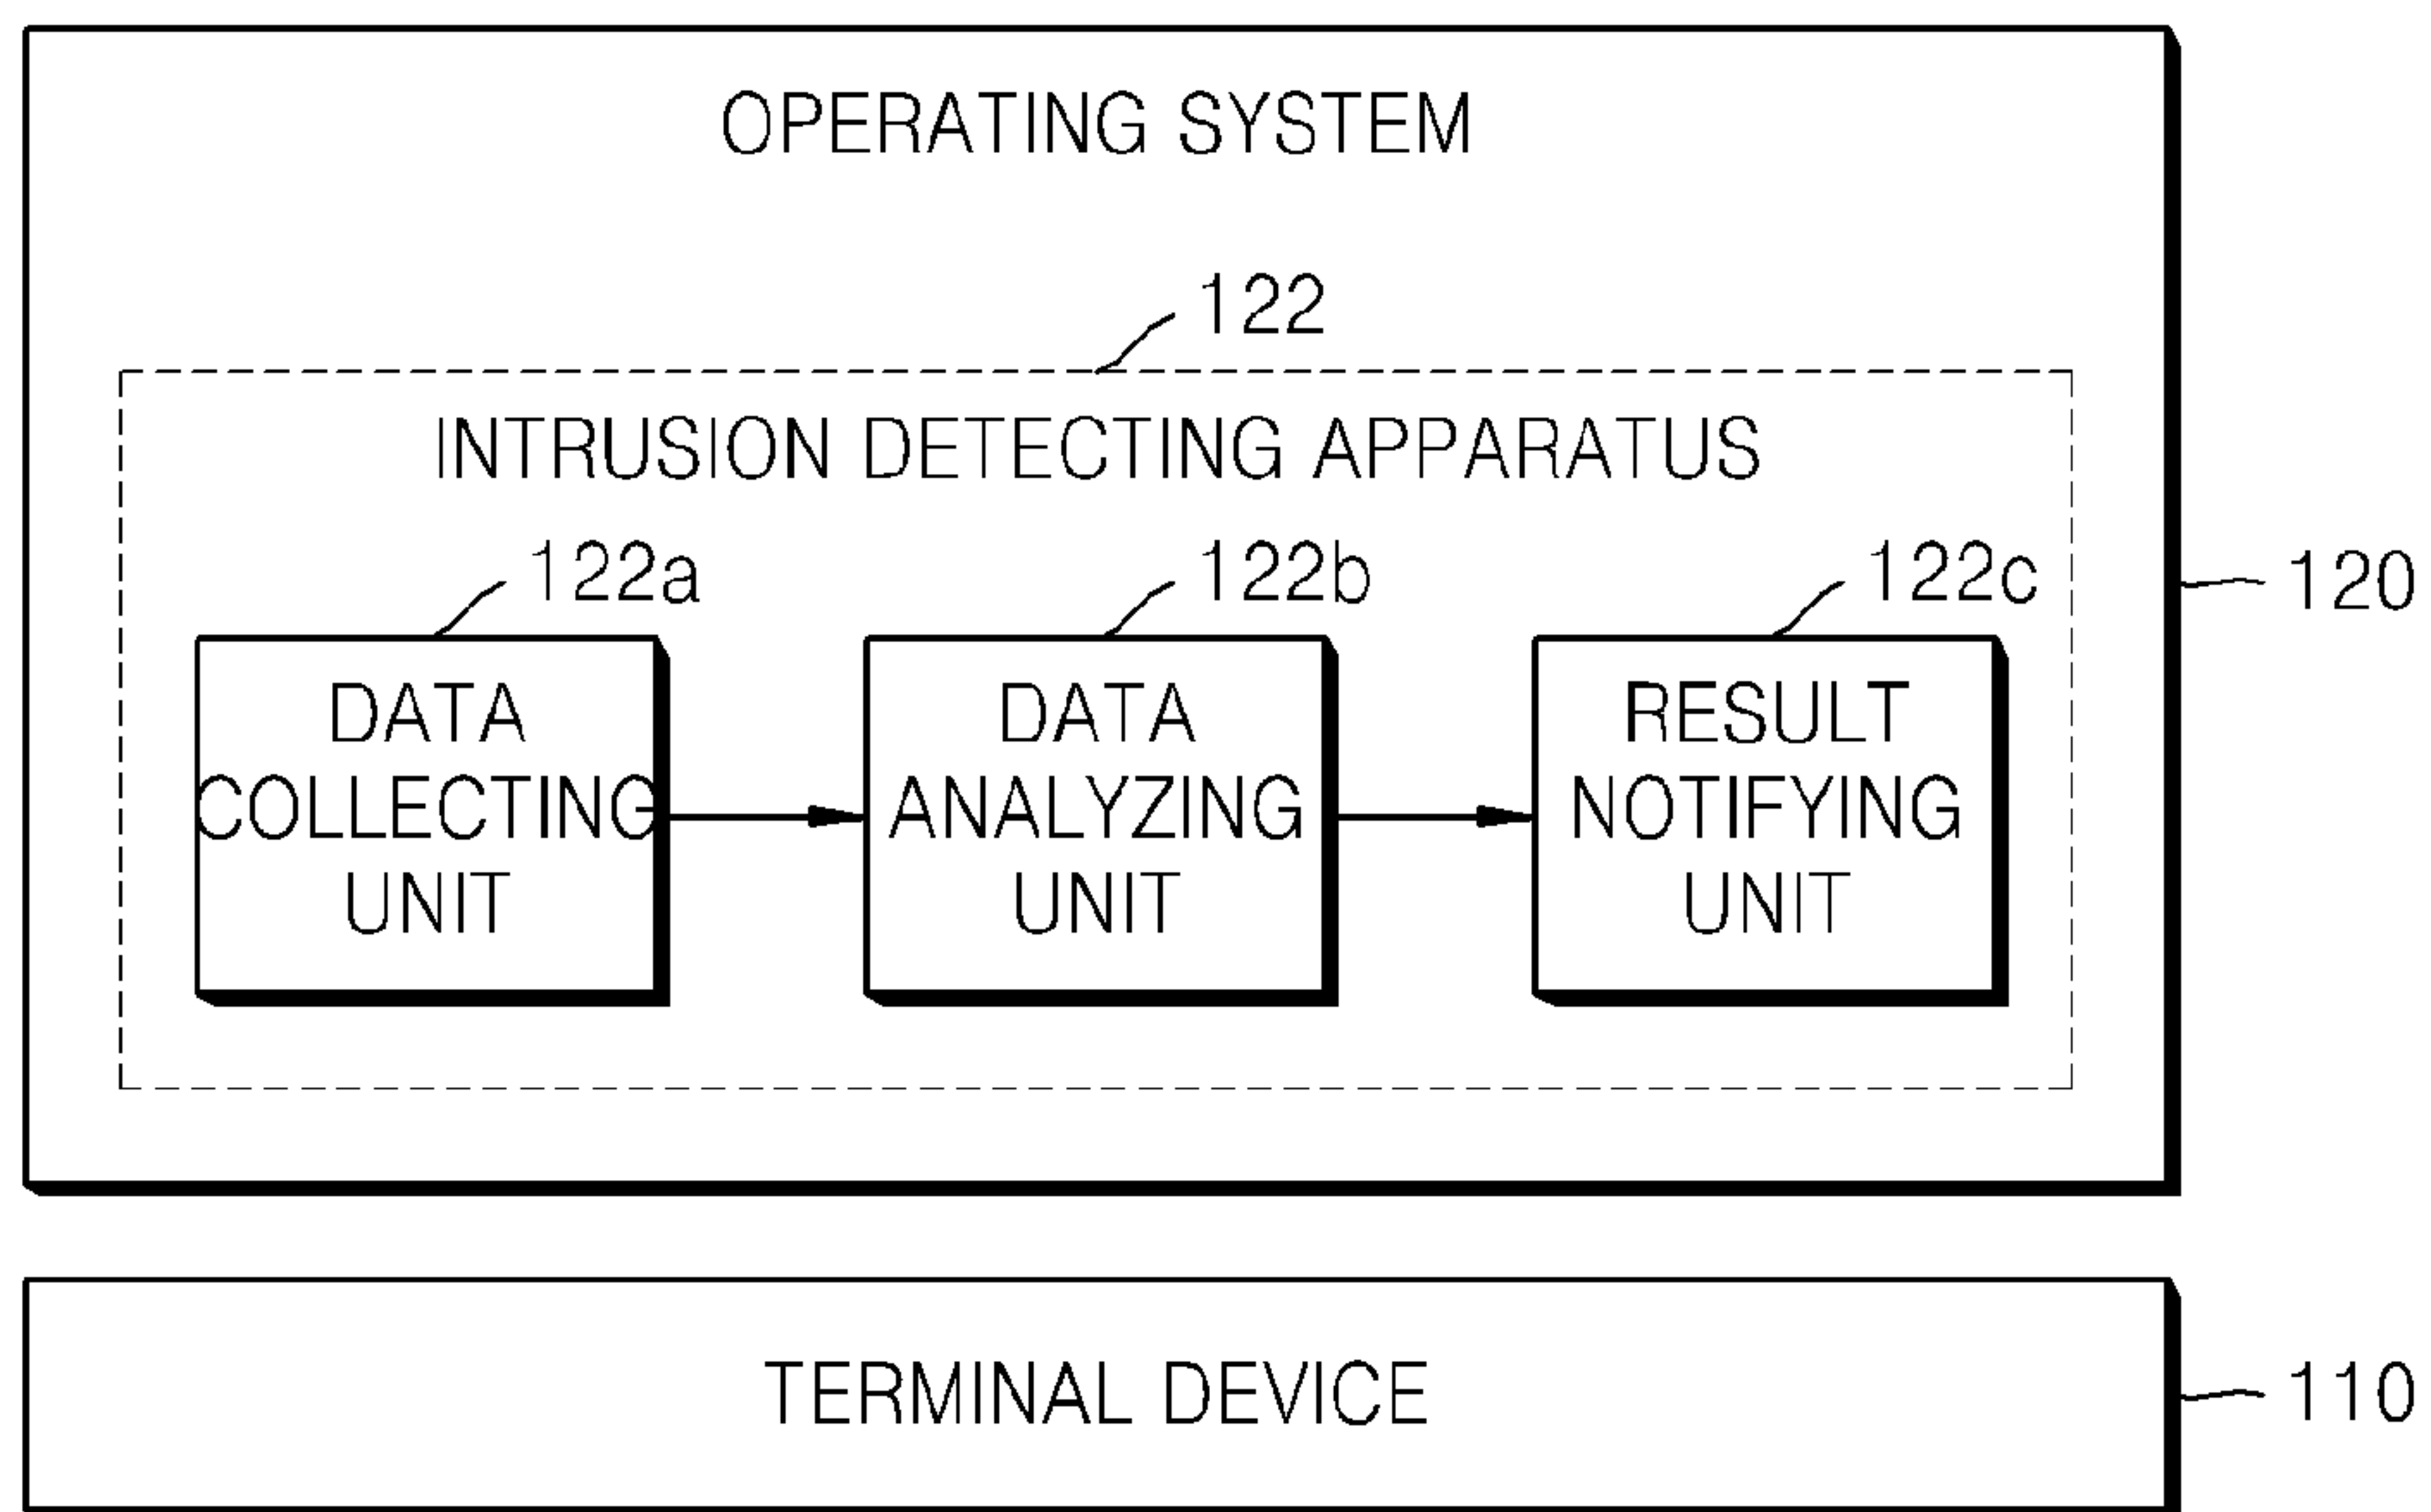 OPERATING SYSTEM
122
INTRUSION DETECTING APPARATUS
122a
122b
122c
120
DATA
COLLECTING
UNIT
DATA
ANALYZING
UNIT
RESULT
NOTIFYING
UNIT
TERMINAL DEVICE
110